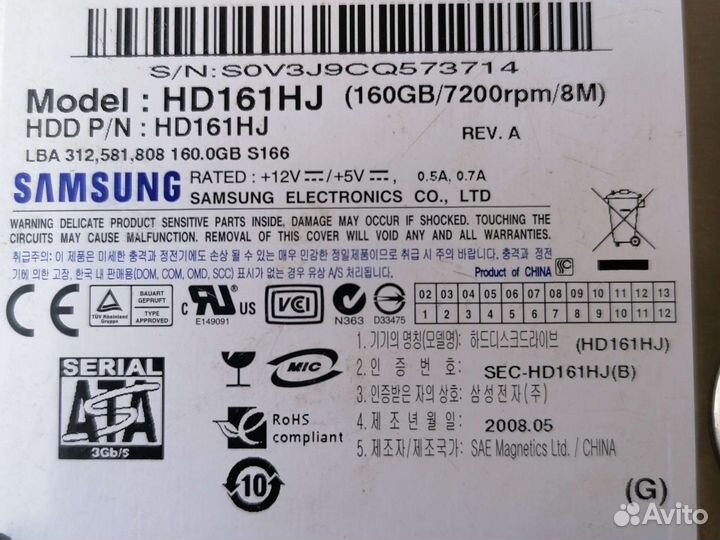 S/N: S0V3J9CQ573714
Model : HD161HJ (160GB/7200rpm/8M)
HDD P/N : HD161HJ REV. A
LBA 312,581,808 160.0GB S166
SAMSUNG RATED : +12V ⎓ /+5V ⎓ , 0.5A, 0.7A
SAMSUNG ELECTRONICS CO., LTD
WARNING DELICATE PRODUCT SENSITIVE PARTS INSIDE. DAMAGE MAY OCCUR IF SHOCKED. TOUCHING THE
CIRCUITS MAY CAUSE MALFUNCTION. REMOVAL OF THIS COVER WILL VOID ANY AND ALL WARRANTIES.
이제품은 미세한 충격과 정전기에도 손상 될 수 있는 매우 민감한 정밀제품이므로 취급 시 주의 바랍니다. 충격과 정전
기에 의한 고장, 한국 내 판매용(DOM, COM, OMD, SCC) 표시가 없는 경우 유상 A/S 처리됩니다.
Product of CHINA
CE TÜV Rheinland Group BAUART GEPRÜFT TYPE APPROVED
c RU US E149091
VCCI
N363
D33475
02 03 04 05 06 07 08 09 10 11 12 13
1 2 3 4 5 6 7 8 9 10 11 12
1. 기기의 명칭(모델명): 하드디스크드라이브 (HD161HJ)
2. 인 증 번 호: SEC-HD161HJ(B)
3. 인증받은 자의 상호: 삼성전자(주)
4. 제 조 년 월 일 : 2008.05
5. 제조자/제조국가: SAE Magnetics Ltd. / CHINA
SERIAL
ATA
3Gb/s
MIC
RoHS
compliant
10
(G)
Avito